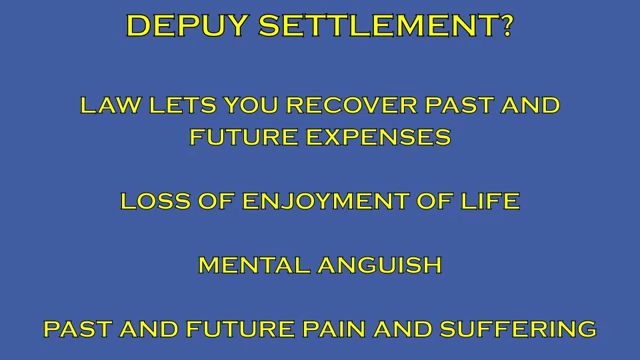 DEPUY SETTLEMENT?
LAW LETS YOU RECOVER PAST AND
FUTURE EXPENSES
LOSS OF ENJOYMENT OF LIFE
MENTAL ANGUISH
PAST AND FUTURE PAIN AND SUFFERING